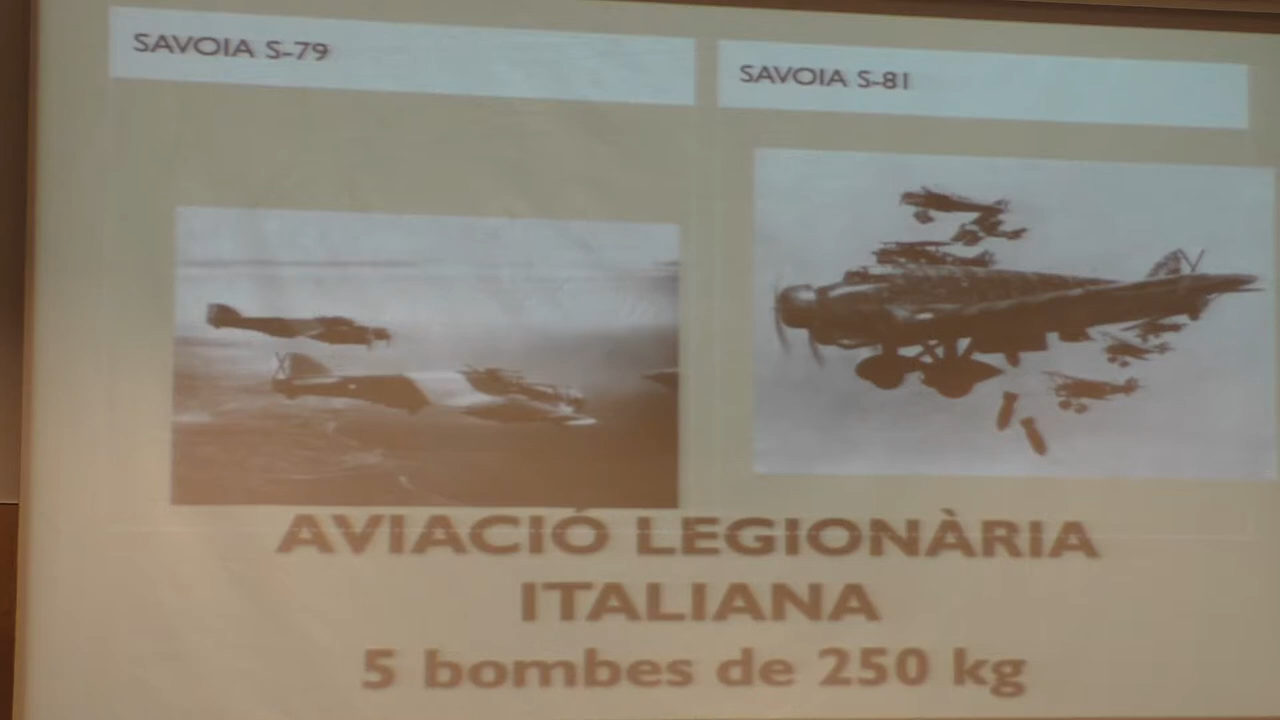 SAVOIA S-79
SAVOIA S-81
AVIACIÓ LEGIONÀRIA
ITALIANA
5 bombes de 250 kg